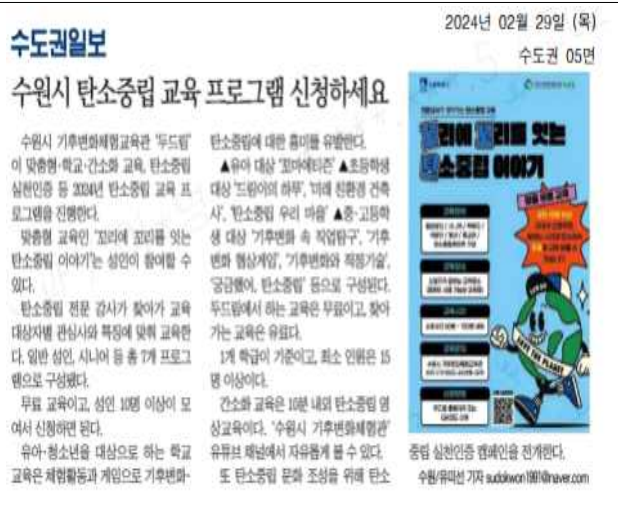 2024년 02월 29일 (목)
수도권일보
수도권 05면
수원시 탄소중립 교육 프로그램 신청하세요
수원시 기후변화체험교육관 '두드림'
이 맞춤형·학교·간소화 교육, 탄소중립
실천인증 등 2024년 탄소중립 교육 프
로그램을 진행한다.
맞춤형 교육인 '꼬리에 꼬리를 잇는
탄소중립 이야기'는 성인이 참여할 수
있다.
탄소중립 전문 강사가 찾아가 교육
대상자별 관심사와 특징에 맞춰 교육한
다. 일반 성인, 시니어 등 총 7개 프로그
램으로 구성됐다.
무료 교육이고, 성인 10명 이상이 모
여서 신청하면 된다.
유아·청소년을 대상으로 하는 학교
교육은 체험활동과 게임으로 기후변화·
탄소중립에 대한 흥미를 유발한다.
▲유아 대상 '꼬마에티즌' ▲초등학생
대상 '드림이의 하루', '미래 친환경 건축
사', '탄소중립 우리 마을' ▲중·고등학
생 대상 '기후변화 속 직업탐구', '기후
변화 협상게임', '기후변화와 적정기술',
'궁금했어, 탄소중립' 등으로 구성된다.
두드림에서 하는 교육은 무료이고, 찾아
가는 교육은 유료다.
1개 학급이 기준이고, 최소 인원은 15
명 이상이다.
간소화 교육은 10분 내외 탄소중립 영
상교육이다. '수원시 기후변화체험관'
유튜브 채널에서 자유롭게 볼 수 있다.
또 탄소중립 문화 조성을 위해 탄소
꼬리에 꼬리를 잇는
탄소중립 이야기
SAVE THE PLANET
중립 실천인증 캠페인을 전개한다.
수원/유미선 기자 sudokwon1981@naver.com